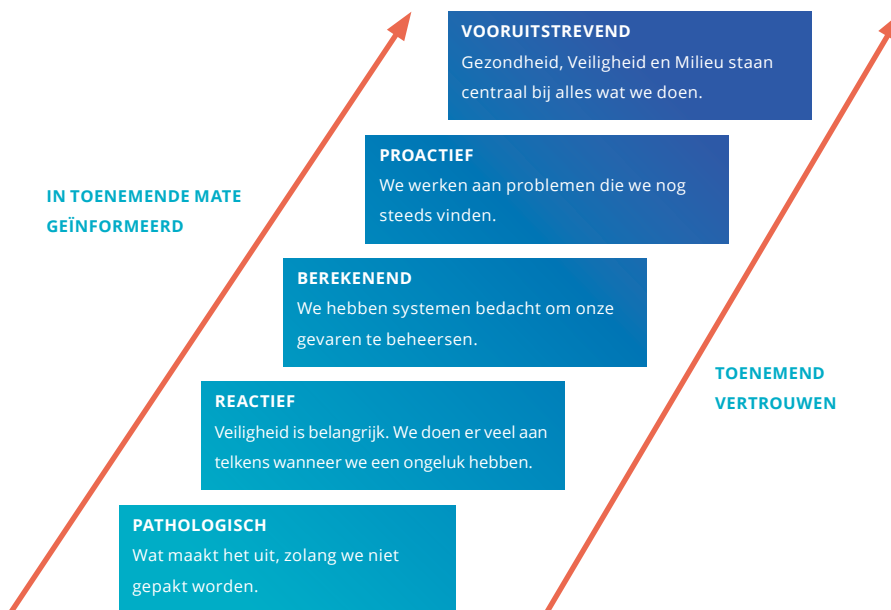 VOORUITSTREVEND
Gezondheid, Veiligheid en Milieu staan
centraal bij alles wat we doen.
PROACTIEF
We werken aan problemen die we nog
steeds vinden.
IN TOENEMENDE MATE
GEÏNFORMEERD
BEREKENEND
We hebben systemen bedacht om onze
gevaren te beheersen.
TOENEMEND
VERTROUWEN
REACTIEF
Veiligheid is belangrijk. We doen er veel aan
telkens wanneer we een ongeluk hebben.
PATHOLOGISCH
Wat maakt het uit, zolang we niet
gepakt worden.